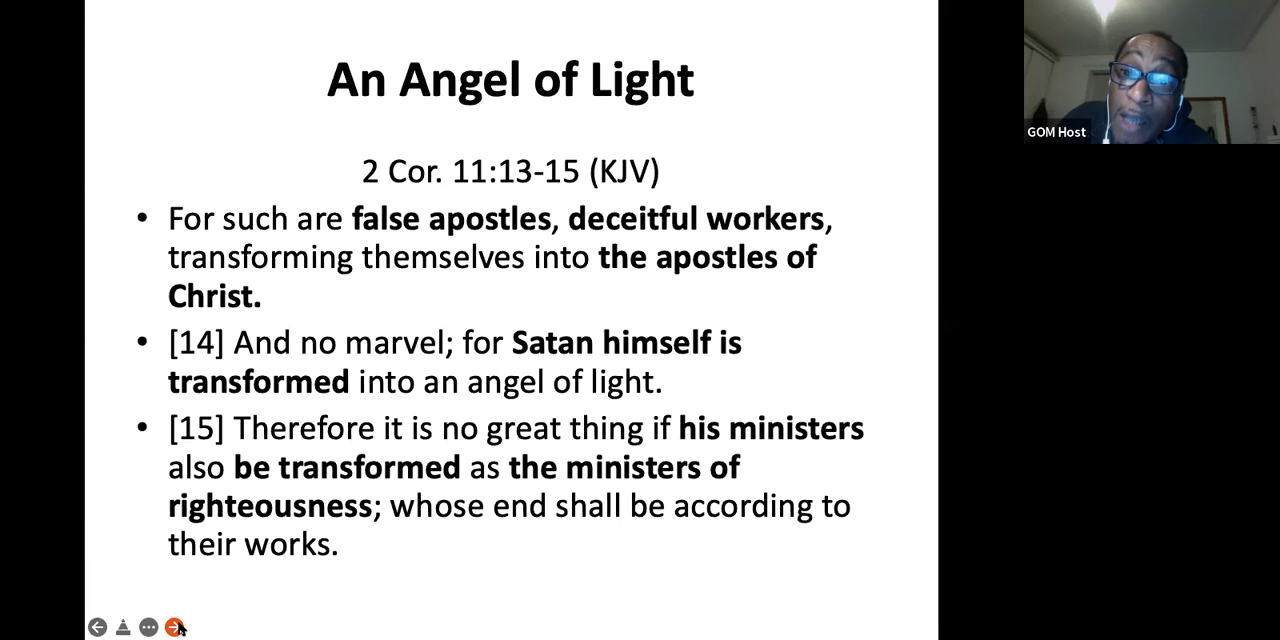 An Angel of Light
2 Cor. 11:13-15 (KJV)
• For such are false apostles, deceitful workers,
transforming themselves into the apostles of
Christ.
• [14] And no marvel; for Satan himself is
transformed into an angel of light.
• [15] Therefore it is no great thing if his ministers
also be transformed as the ministers of
righteousness; whose end shall be according to
their works.
GOM Host